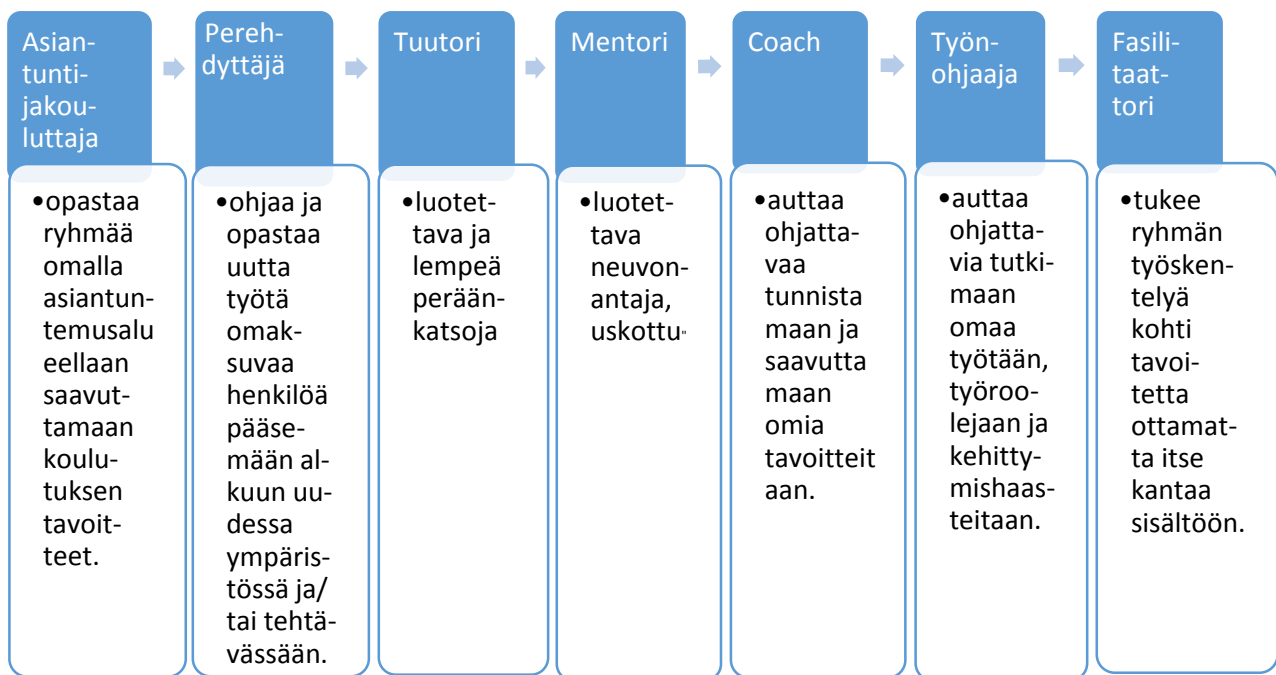 Asian-
tunti-
jakou-
luttaja
•opastaa
ryhmää
omalla
asiantun-
temusalu
eellaan
saavut-
tamaan
koulu-
tuksen
tavoit-
teet.
Pereh-
dyttäjä
•ohjaa ja
opastaa
uutta
työtä
omak-
suvaa
henkilöä
pääse-
mään al-
kuun uu-
dessa
ympäris-
tössä ja/
tai tehtä-
vässään.
Tuutori
•luotet-
tava ja
lempeä
perään-
katsoja
Mentori
•luotet-
tava
neuvon-
antaja,
uskottu
Coach
•auttaa
ohjatta-
vaa
tunnista
maan ja
saavutta
maan
omia
tavoitteit
aan.
Työn-
ohjaaja
•auttaa
ohjatta-
via tutki-
maan
omaa
työtään,
työroo-
lejaan ja
kehitty-
mishaas-
teitaan.
Fasili-
taat-
tori
•tukee
ryhmän
työsken-
telyä
kohti
tavoi-
tetta
ottamat-
ta itse
kantaa
sisältöön.